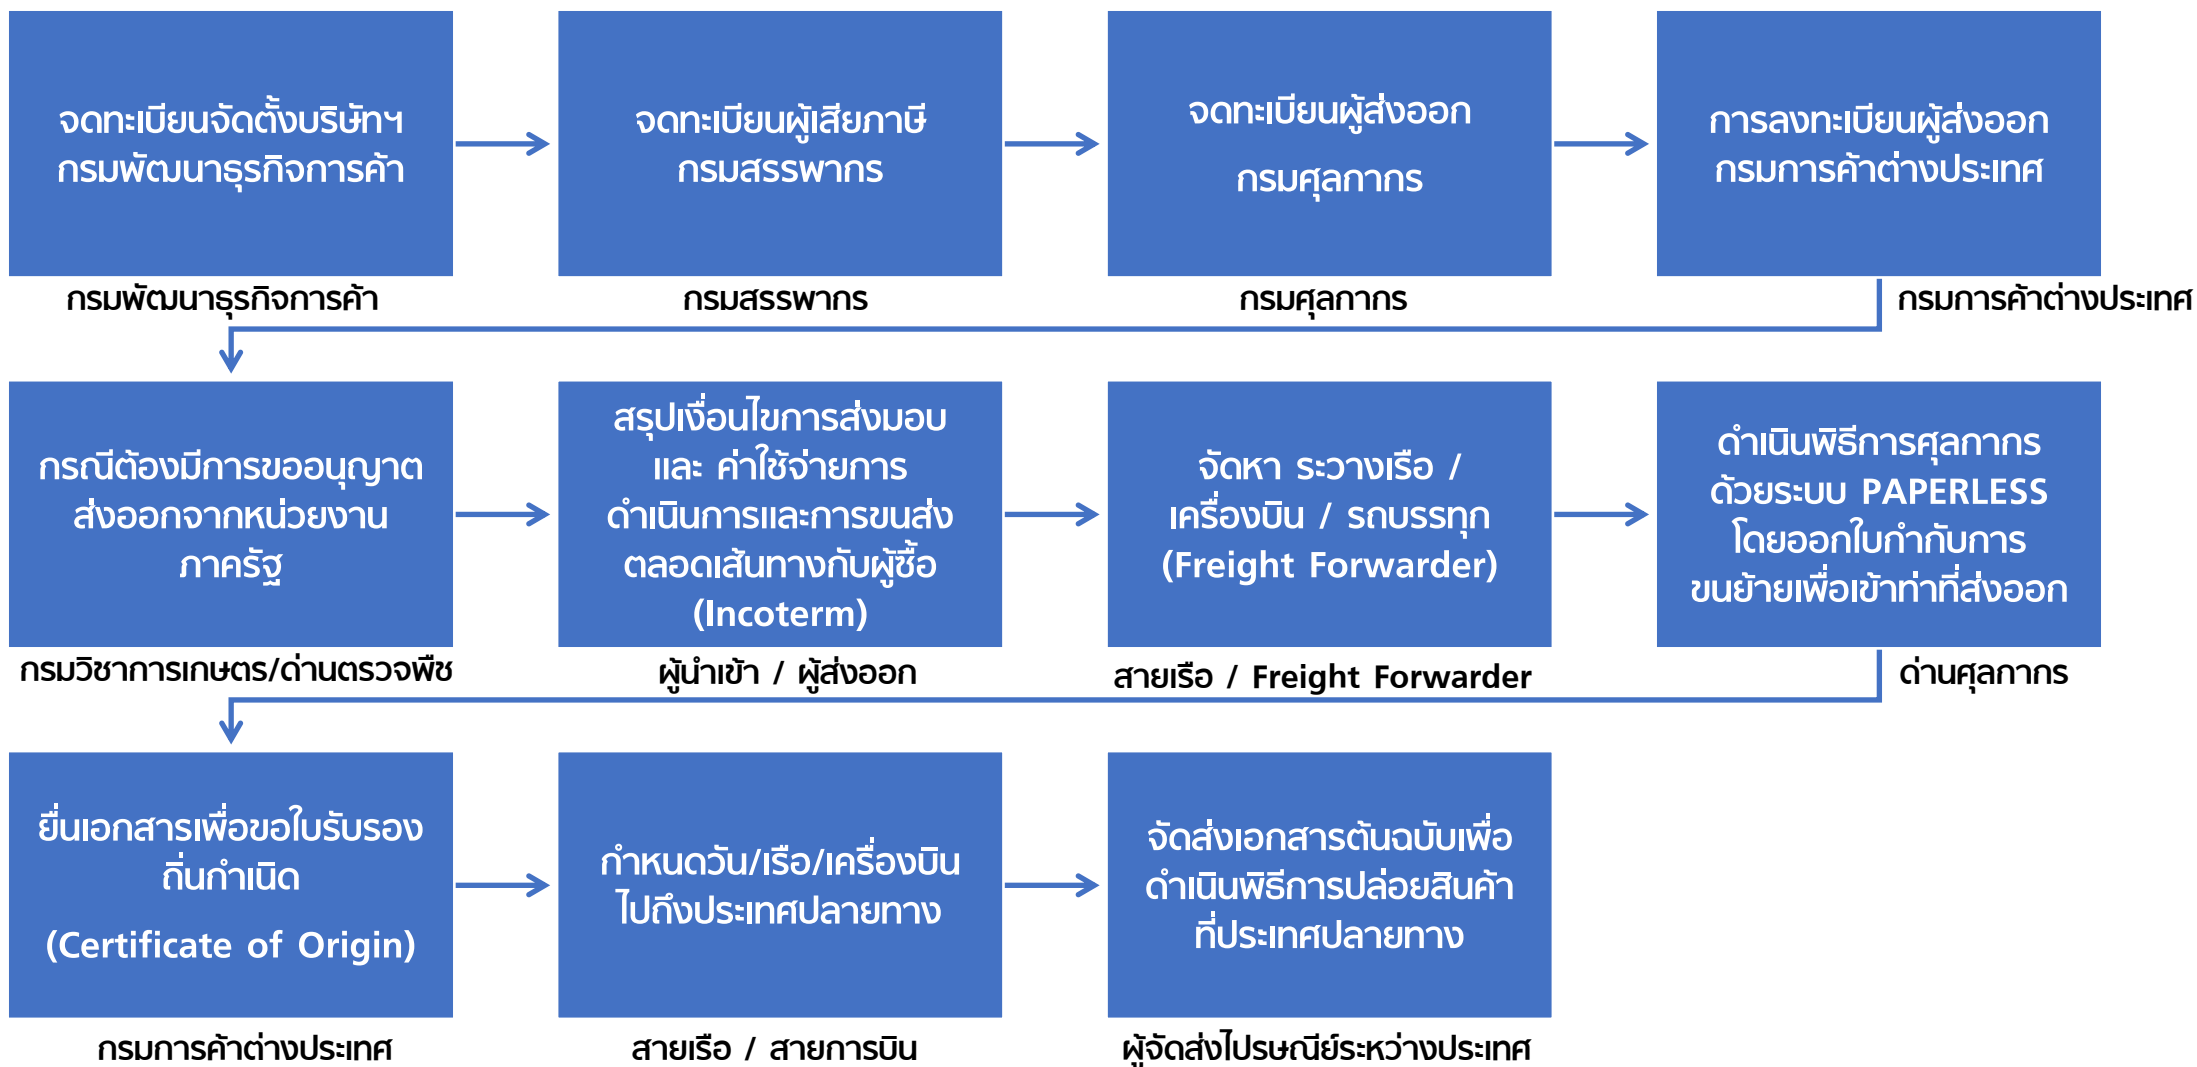 จดทะเบียนจัดตั้งบริษัทฯ
กรมพัฒนาธุรกิจการค้า
กรมพัฒนาธุรกิจการค้า
จดทะเบียนผู้เสียภาษี
กรมสรรพากร
กรมสรรพากร
จดทะเบียนผู้ส่งออก
กรมศุลกากร
กรมศุลกากร
การลงทะเบียนผู้ส่งออก
กรมการค้าต่างประเทศ
กรมการค้าต่างประเทศ
กรณีต้องมีการขออนุญาต
ส่งออกจากหน่วยงาน
ภาครัฐ
กรมวิชาการเกษตร/ด่านตรวจพืช
สรุปเงื่อนไขการส่งมอบ
และ ค่าใช้จ่ายการ
ดำเนินการและการขนส่ง
ตลอดเส้นทางกับผู้ซื้อ
(Incoterm)
ผู้นำเข้า / ผู้ส่งออก
จัดหา ระวางเรือ /
เครื่องบิน / รถบรรทุก
(Freight Forwarder)
สายเรือ / Freight Forwarder
ดำเนินพิธีการศุลกากร
ด้วยระบบ PAPERLESS
โดยออกใบกำกับการ
ขนย้ายเพื่อเข้าท่าที่ส่งออก
ด่านศุลกากร
ยื่นเอกสารเพื่อขอใบรับรอง
ถิ่นกำเนิด
(Certificate of Origin)
กรมการค้าต่างประเทศ
กำหนดวัน/เรือ/เครื่องบิน
ไปถึงประเทศปลายทาง
สายเรือ / สายการบิน
จัดส่งเอกสารต้นฉบับเพื่อ
ดำเนินพิธีการปล่อยสินค้า
ที่ประเทศปลายทาง
ผู้จัดส่งไปรษณีย์ระหว่างประเทศ